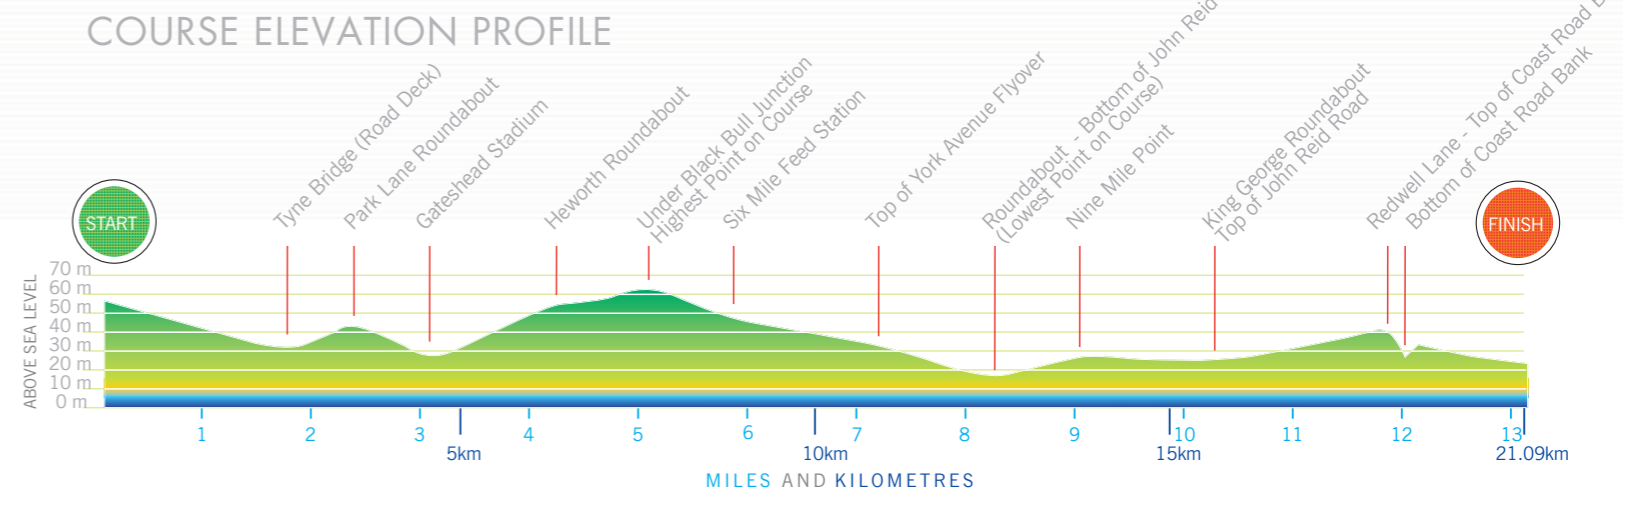 COURSE ELEVATION PROFILE
START
Tyne Bridge (Road Deck)
Park Lane Roundabout
Gateshead Stadium
Heworth Roundabout
Under Black Bull Junction
Highest Point on Course
Six Mile Feed Station
Top of York Avenue Flyover
Roundabout - Bottom of John Reid
(Lowest Point on Course)
Nine Mile Point
King George Roundabout
Top of John Reid Road
Redwell Lane - Top of Coast Road
Bottom of Coast Road Bank
FINISH
ABOVE SEA LEVEL
70 m
60 m
50 m
40 m
30 m
20 m
10 m
0 m
1 2 3 4 5 6 7 8 9 10 11 12 13
5km 10km 15km 21.09km
MILES AND KILOMETRES